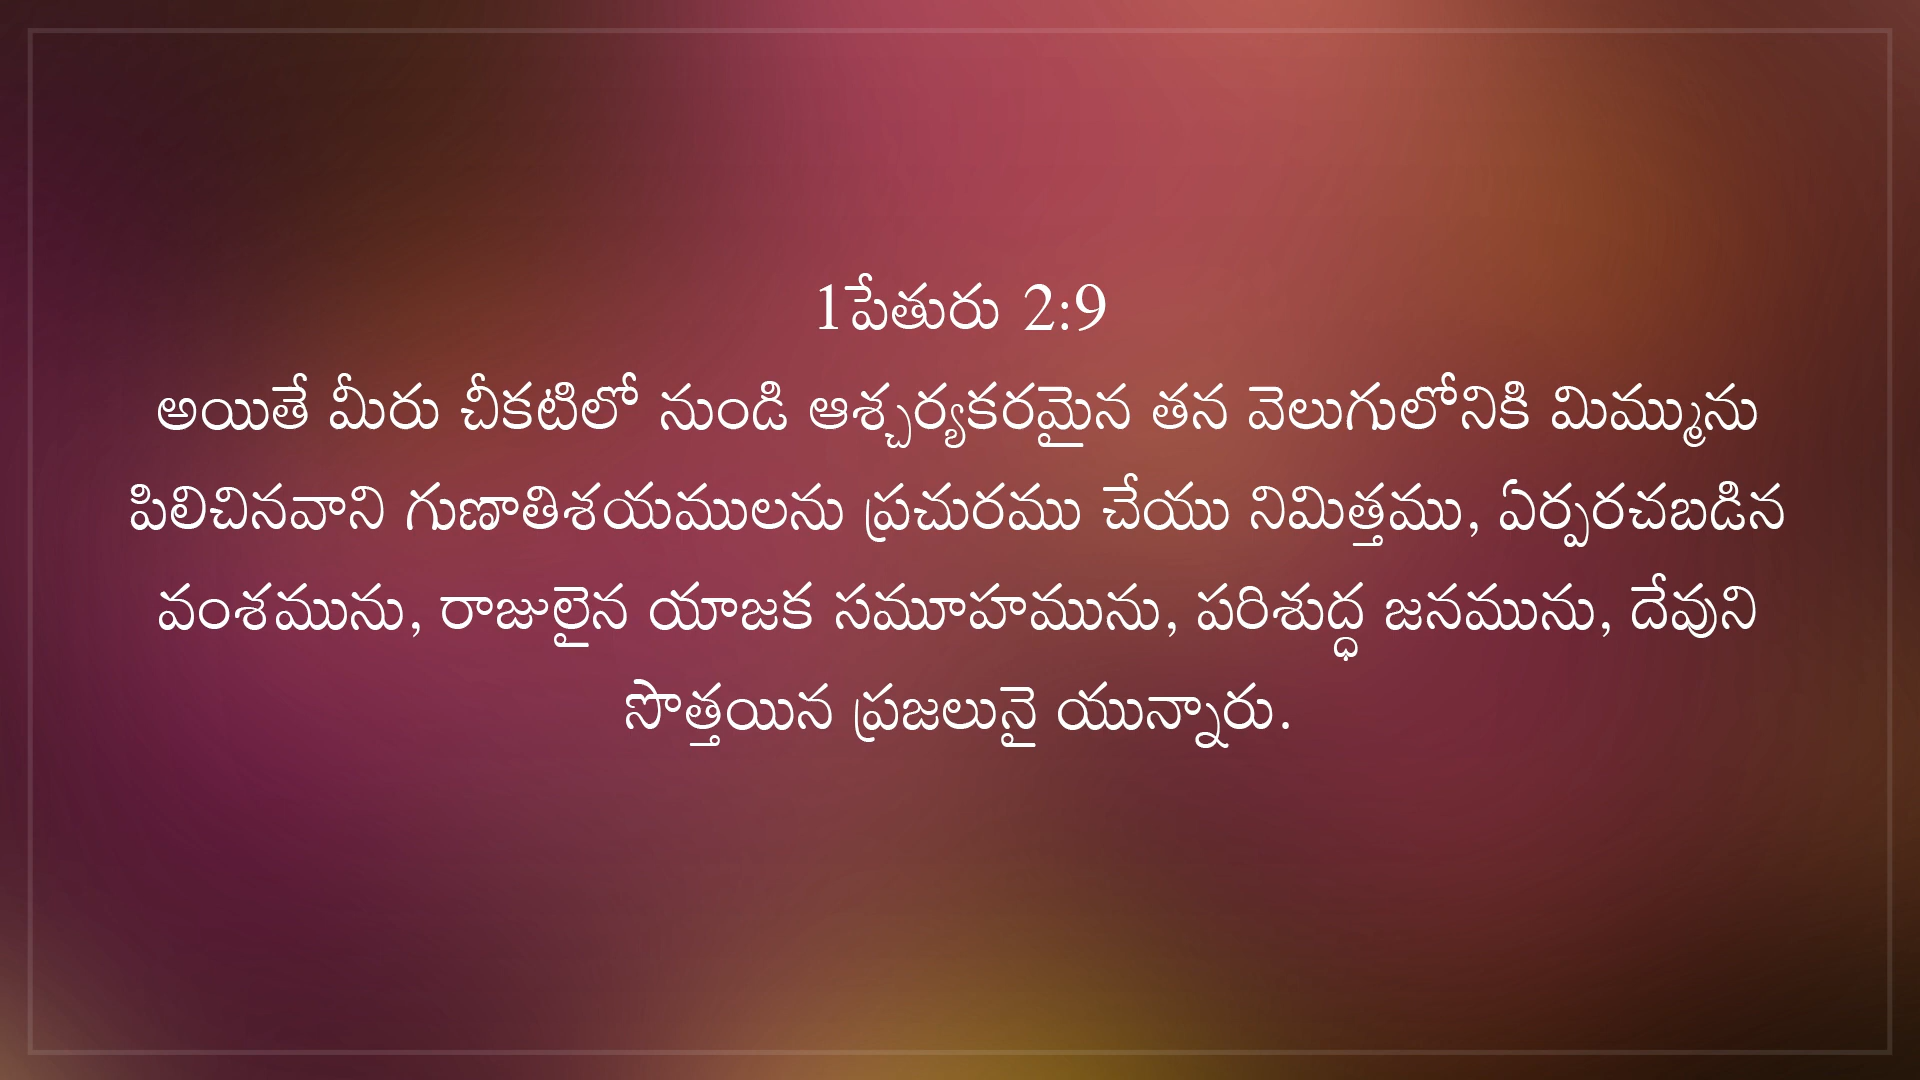 1పేతురు 2:9
అయితే మీరు చీకటిలో నుండి ఆశ్చర్యకరమైన తన వెలుగులోనికి మిమ్మును
పిలిచినవాని గుణాతిశయములను ప్రచురము చేయు నిమిత్తము, ఏర్పరచబడిన
వంశమును, రాజులైన యాజక సమూహమును, పరిశుద్ధ జనమును, దేవుని
సొత్తయిన ప్రజలునై యున్నారు.